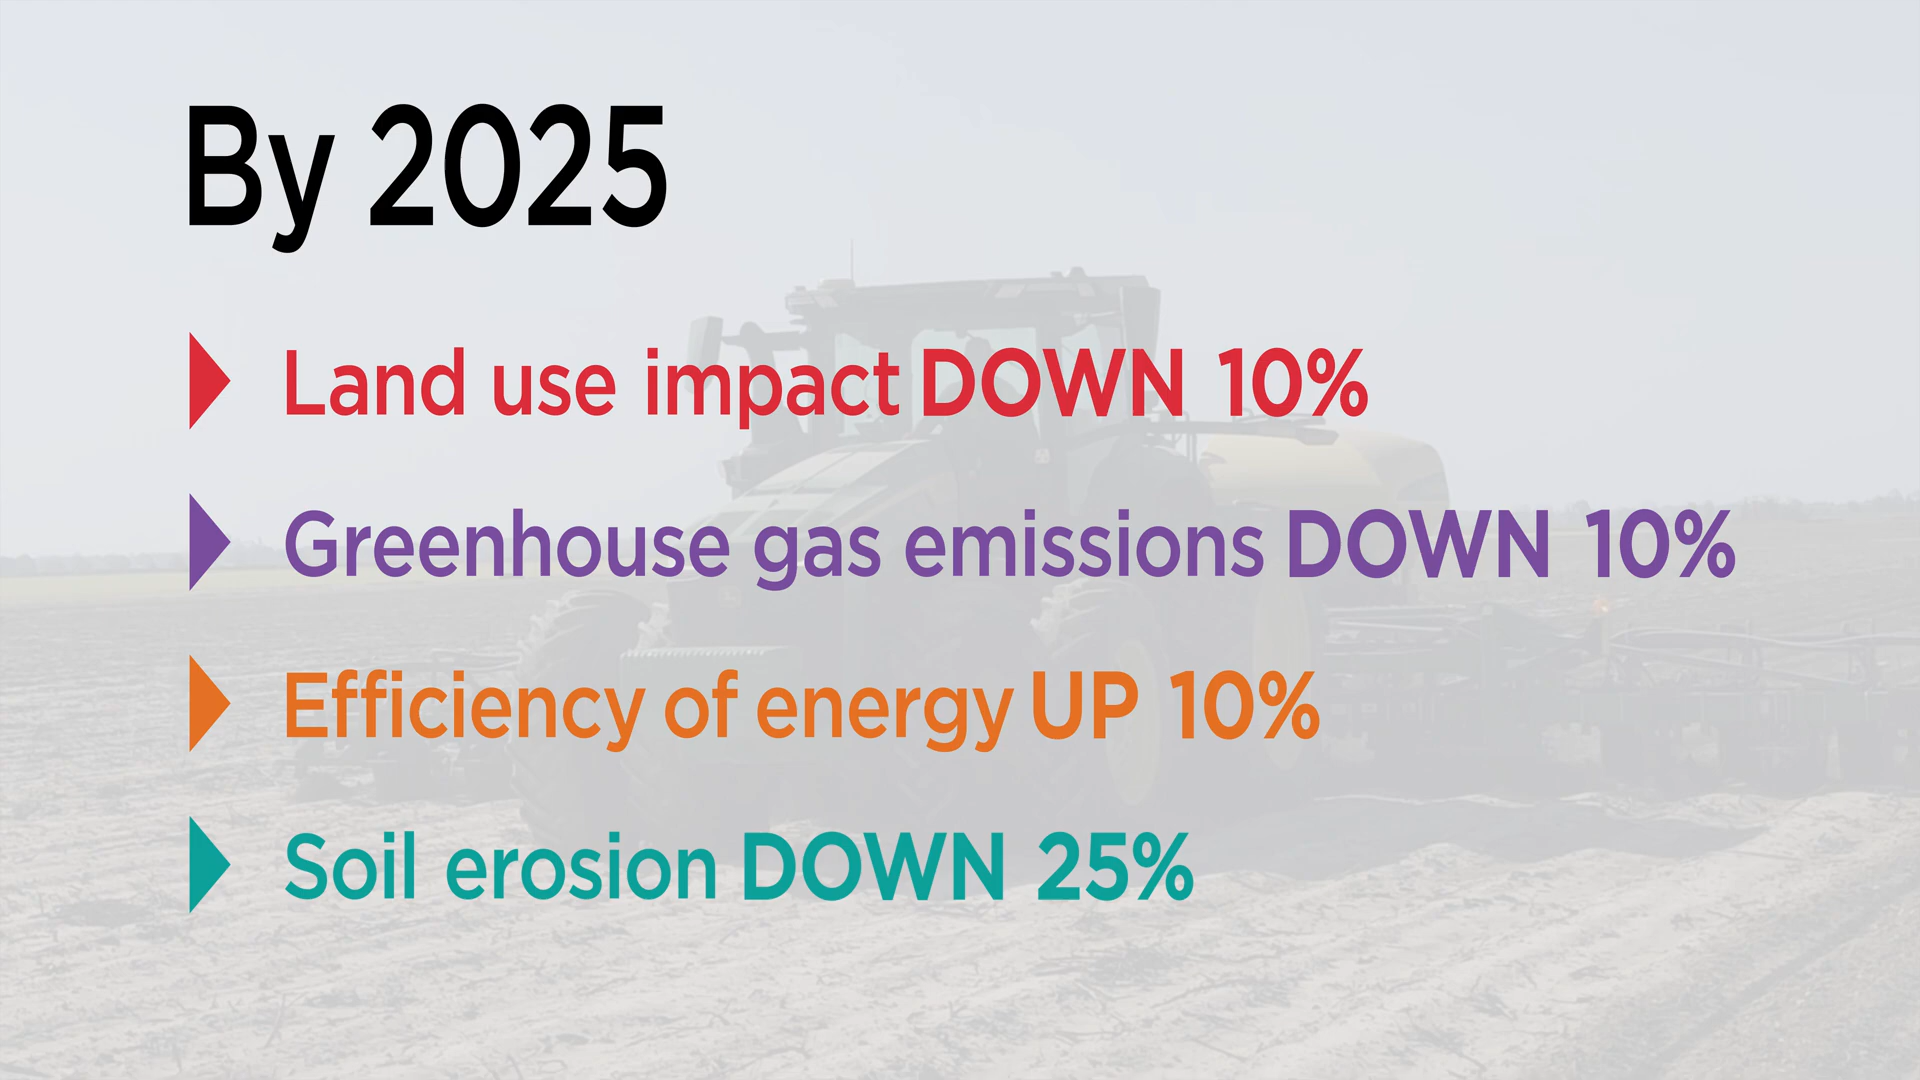 By 2025
Land use impact DOWN 10%
Greenhouse gas emissions DOWN 10%
Efficiency of energy UP 10%
Soil erosion DOWN 25%